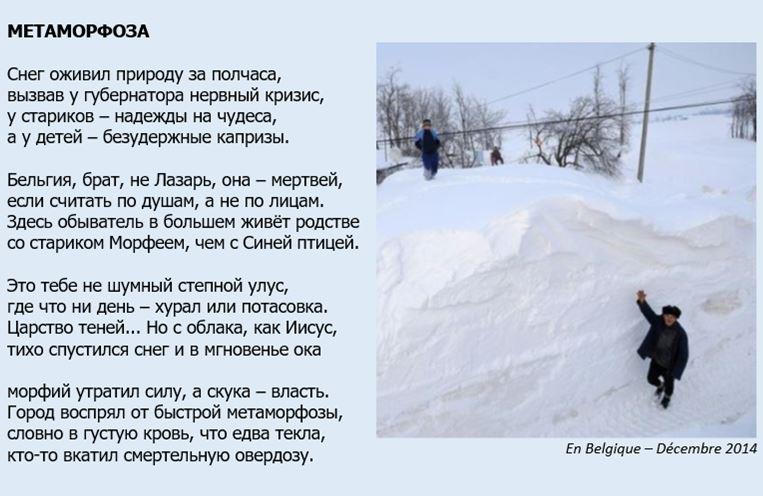 МЕТАМОРФОЗА
Снег оживил природу за полчаса,
вызвав у губернатора нервный кризис,
у стариков – надежды на чудеса,
а у детей – безудержные капризы.
Бельгия, брат, не Лазарь, она – мертвей,
если считать по душам, а не по лицам.
Здесь обыватель в большем живёт родстве
со стариком Морфеем, чем с Синей птицей.
Это тебе не шумный степной улус,
где что ни день – хурал или потасовка.
Царство теней... Но с облака, как Иисус,
тихо спустился снег и в мгновенье ока
морфий утратил силу, а скука – власть.
Город воспрял от быстрой метаморфозы,
словно в густую кровь, что едва текла,
кто-то вкатил смертельную овердозу.
En Belgique – Décembre 2014